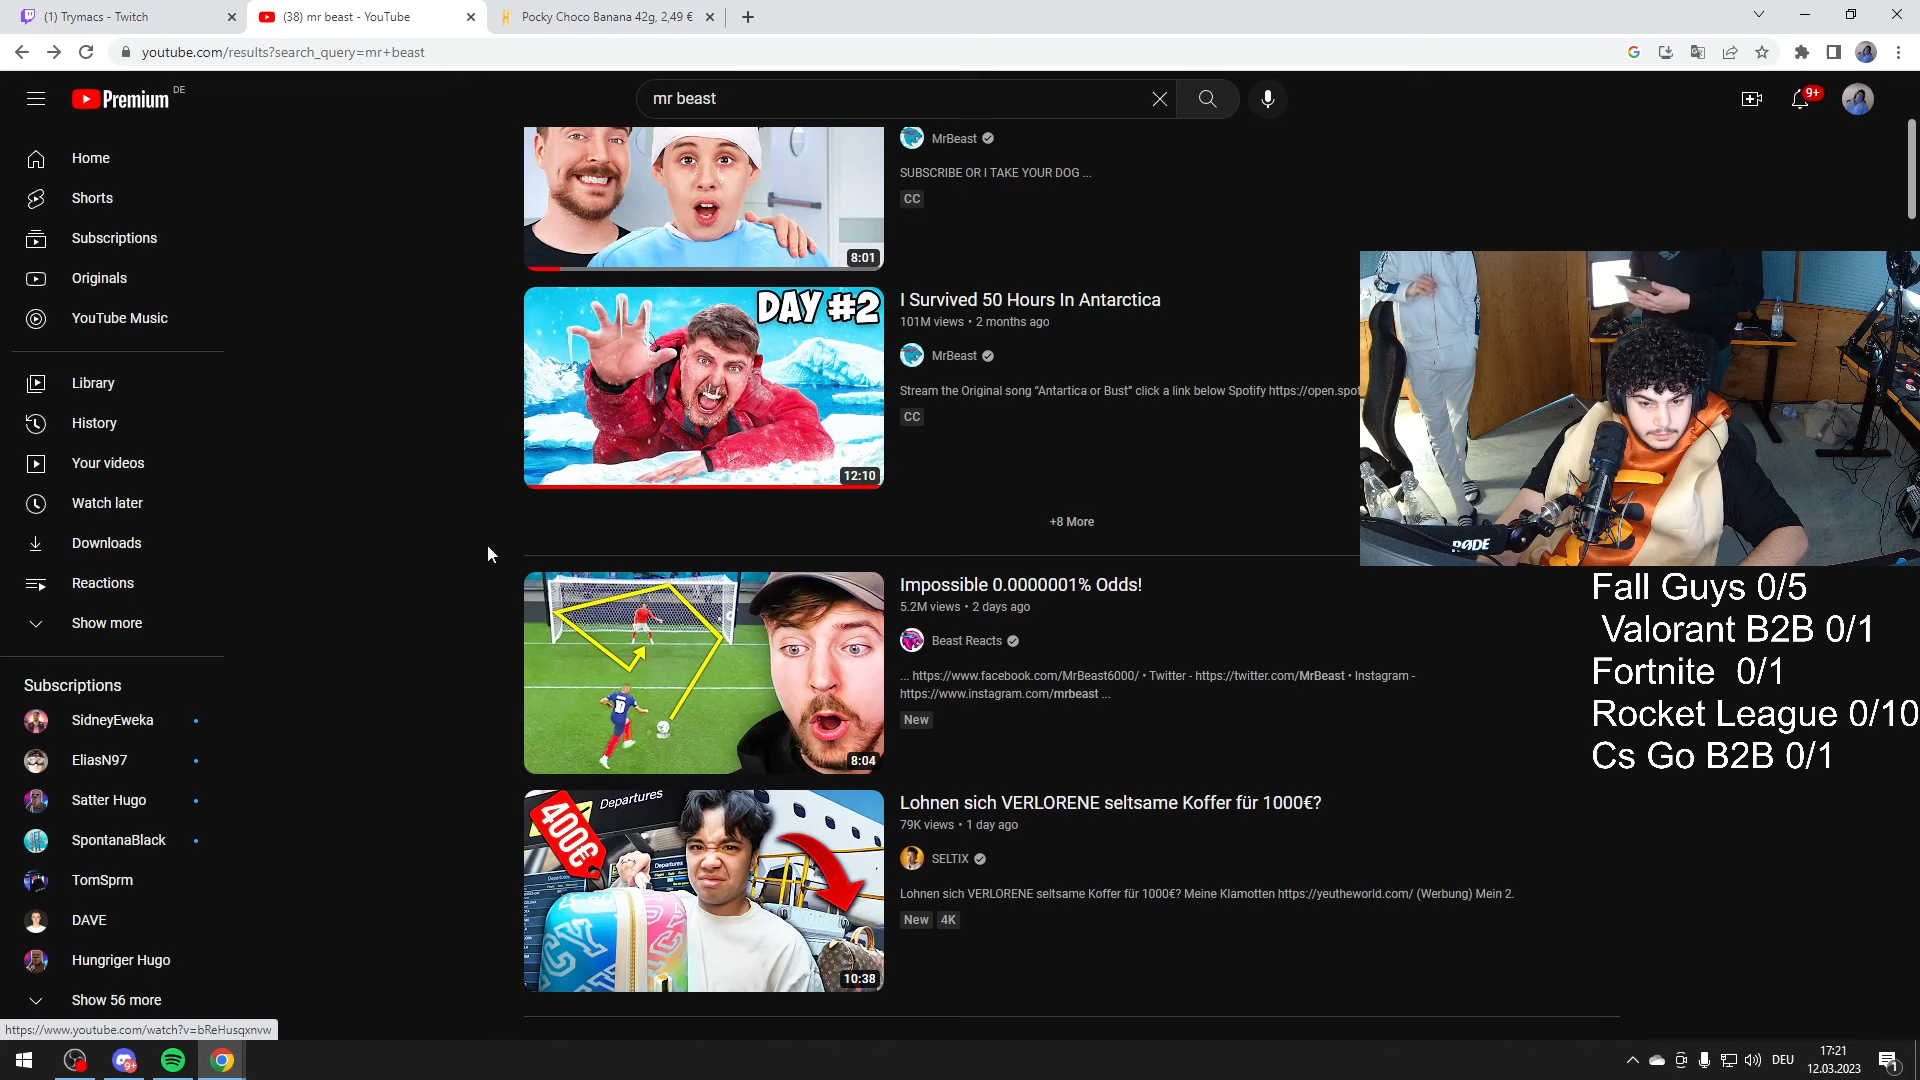 (1) Trymacs - Twitch
(38) mr beast - YouTube
Pocky Choco Banana 42g, 2,49 €
youtube.com/results?search_query=mr+beast
Premium DE
mr beast
9+
Home
Shorts
Subscriptions
Originals
YouTube Music
Library
History
Your videos
Watch later
Downloads
Reactions
Show more
Subscriptions
SidneyEweka
EliasN97
Satter Hugo
SpontanaBlack
TomSprm
DAVE
Hungriger Hugo
Show 56 more
https://www.youtube.com/watch?v=bReHusqxnvw
8:01
MrBeast
SUBSCRIBE OR I TAKE YOUR DOG ...
CC
DAY #2
12:10
I Survived 50 Hours In Antarctica
101M views • 2 months ago
MrBeast
Stream the Original song “Antartica or Bust” click a link below Spotify https://open.spot
CC
+8 More
8:04
Impossible 0.0000001% Odds!
5.2M views • 2 days ago
Beast Reacts
... https://www.facebook.com/MrBeast6000/ • Twitter - https://twitter.com/MrBeast • Instagram -
https://www.instagram.com/mrbeast ...
New
Departures
400€
Departures
10:38
Lohnen sich VERLORENE seltsame Koffer für 1000€?
79K views • 1 day ago
SELTIX
Lohnen sich VERLORENE seltsame Koffer für 1000€? Meine Klamotten https://yeutheworld.com/ (Werbung) Mein 2.
New 4K
RØDE
Fall Guys 0/5
Valorant B2B 0/1
Fortnite 0/1
Rocket League 0/10
Cs Go B2B 0/1
9+
DEU
17:21
12.03.2023
1